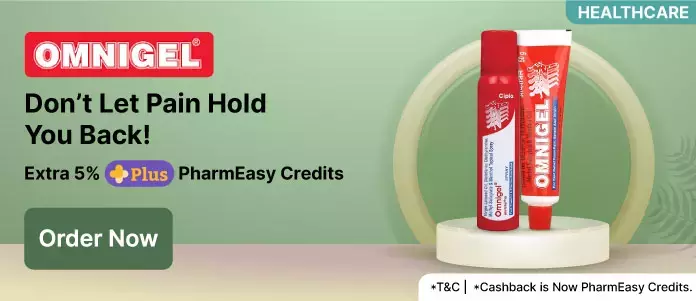 HEALTHCARE
OMNIGEL®
Don't Let Pain Hold
You Back!
Extra 5% Plus PharmEasy Credits
Order Now
Cipla
Omnigel®
OMNIGEL
*T&C | *Cashback is Now PharmEasy Credits.